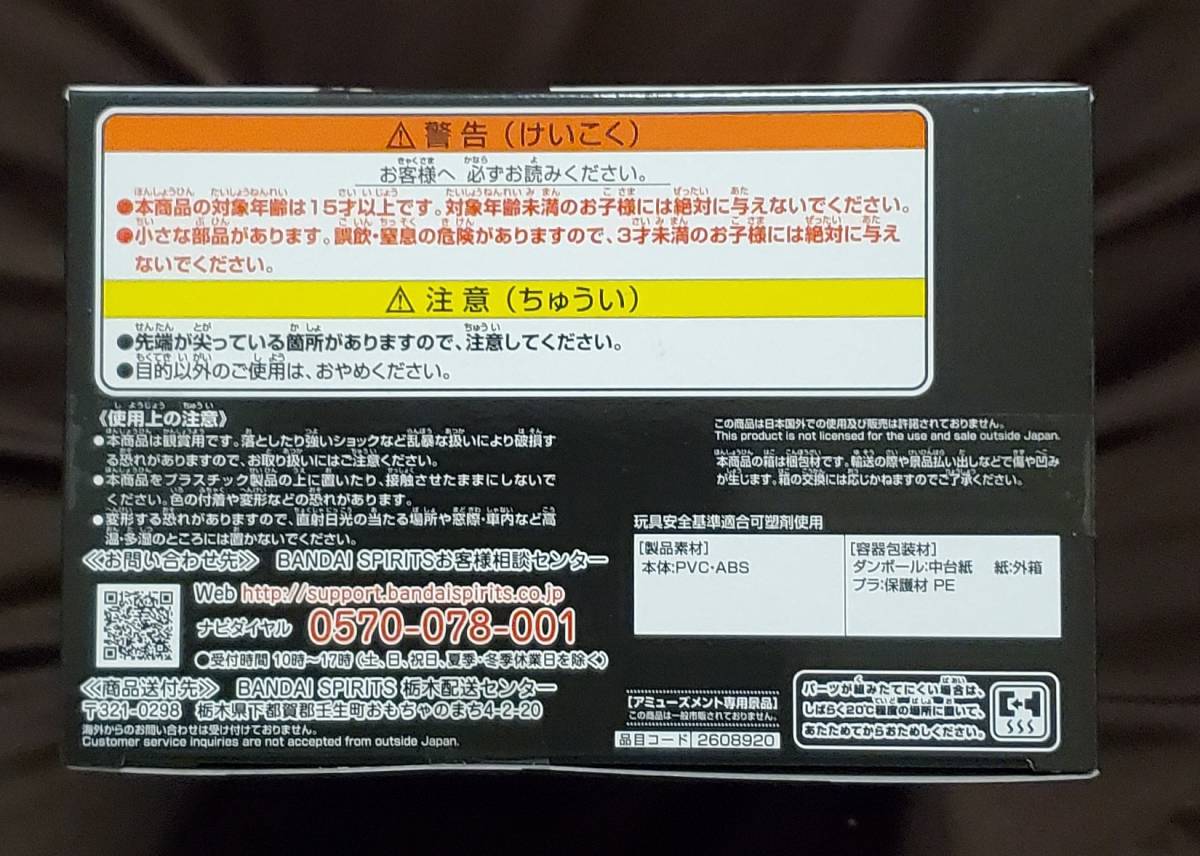 ⚠ 警告（けいこく）
お客様へ 必ずお読みください。
●本商品の対象年齢は15才以上です。対象年齢未満のお子様には絶対に与えないでください。
●小さな部品があります。誤飲・窒息の危険がありますので、3才未満のお子様には絶対に与え
ないでください。
⚠ 注意（ちゅうい）
●先端が尖っている箇所がありますので、注意してください。
●目的以外のご使用は、おやめください。
《使用上の注意》
●本商品は観賞用です。落としたり強いショックなど乱暴な扱いにより破損す
る恐れがありますので、お取り扱いにはご注意ください。
●本商品をプラスチック製品の上に置いたり、接触させたままにしないで
ください。色の付着や変形などの恐れがあります。
●変形する恐れがありますので、直射日光の当たる場所や窓際・車内など高
温・多湿のところには置かないでください。
≪お問い合わせ先≫ BANDAI SPIRITSお客様相談センター
Web http://support.bandaispirits.co.jp
ナビダイヤル 0570-078-001
●受付時間 10時〜17時（土、日、祝日、夏季・冬季休業日を除く）
≪商品送付先≫ BANDAI SPIRITS 栃木配送センター
〒321-0298 栃木県下都賀郡壬生町おもちゃのまち4-2-20
海外からのお問い合わせは受け付けておりません。
Customer service inquiries are not accepted from outside Japan.
この商品は日本国外での使用及び販売は許諾されておりません。
This product is not licensed for the use and sale outside Japan.
本商品の箱は梱包材です。輸送の際や景品払い出しなどで傷や凹み
が生じます。箱の交換には応じかねますのでご了承ください。
玩具安全基準適合可塑剤使用
[製品素材]
本体:PVC・ABS
[容器包装材]
ダンボール:中台紙 紙:外箱
プラ:保護材 PE
【アミューズメント専用景品】
この商品は一般市販されておりません。
品目コード 2608920
パーツが組みたてにくい場合は、
しばらく20℃程度の場所に置いて、
あたためてからおためしください。